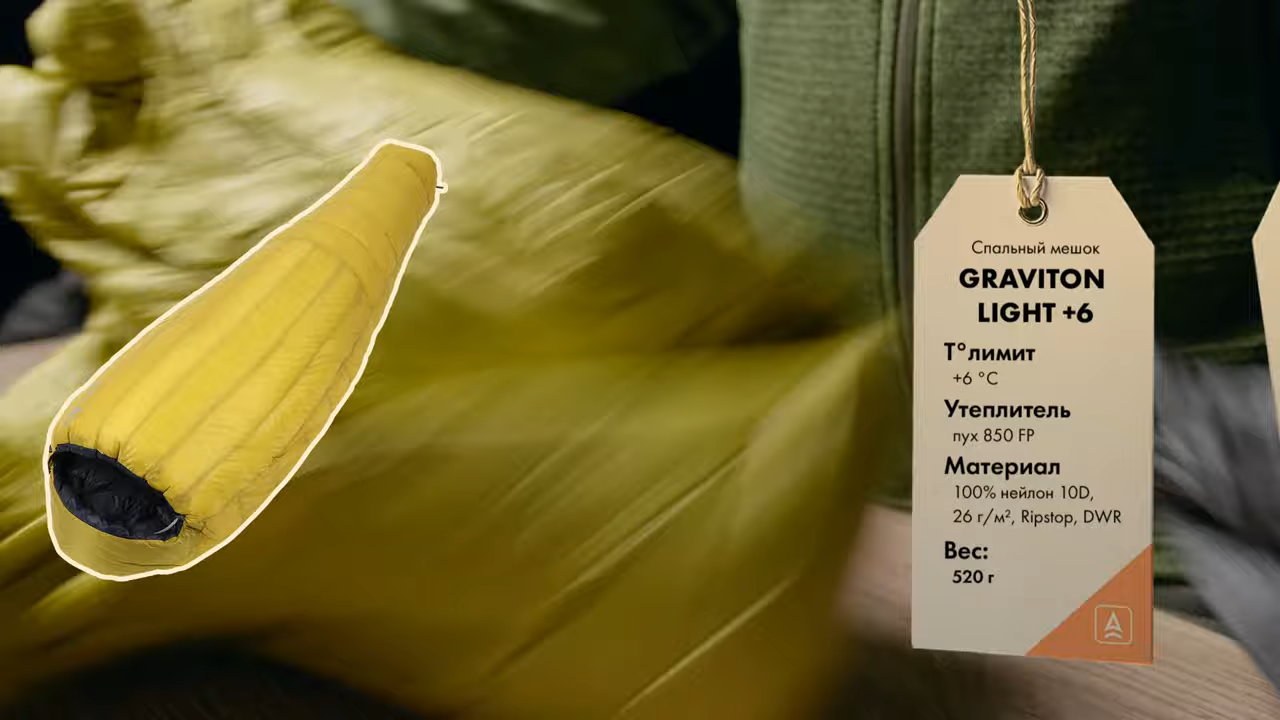 Спальный мешок
GRAVITON
LIGHT +6
T°лимит
+6 °C
Утеплитель
пух 850 FP
Материал
100% нейлон 10D,
26 г/м², Ripstop, DWR
Вес:
520 г